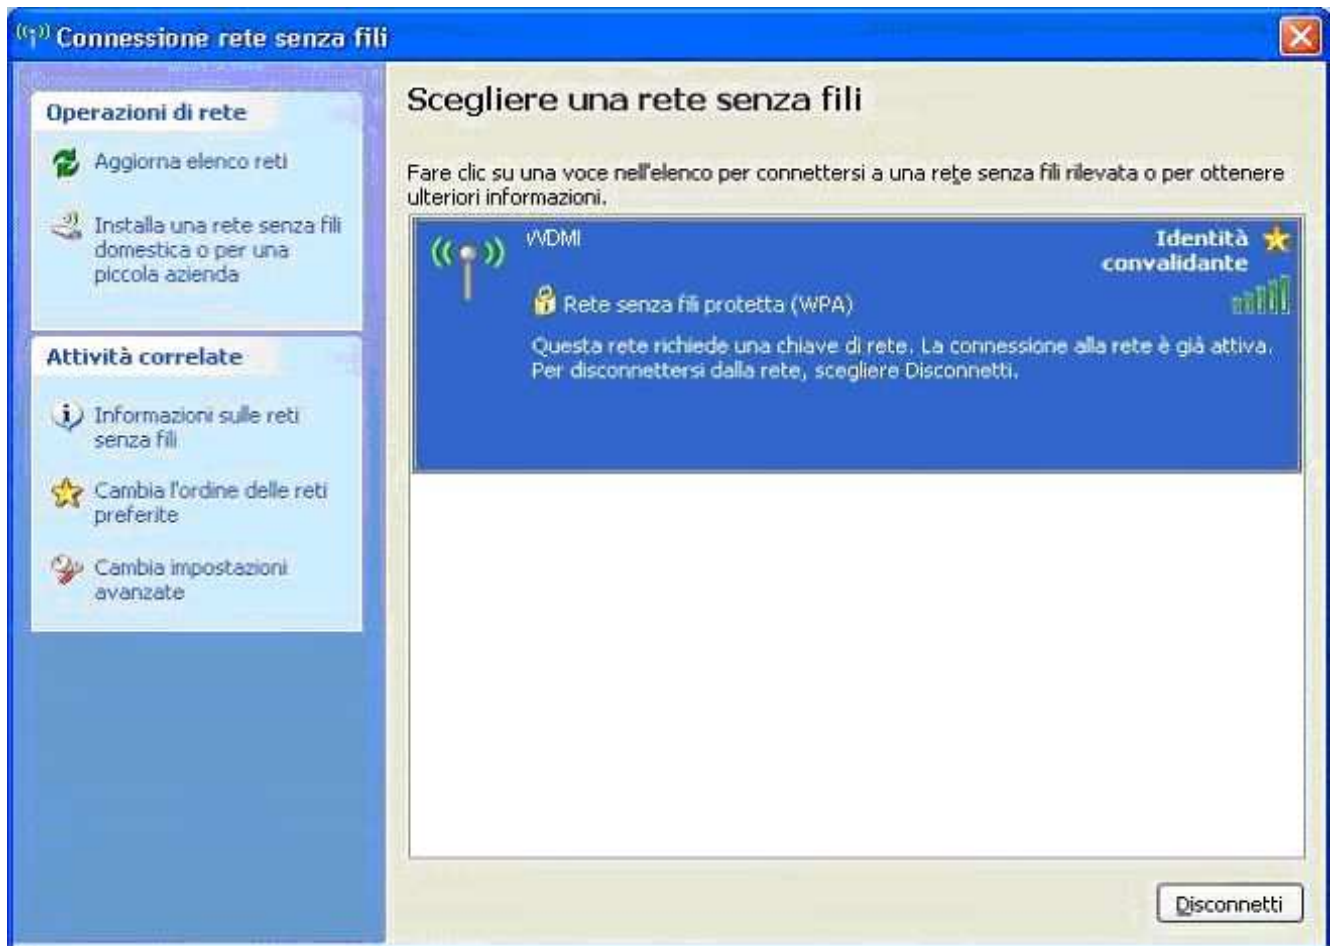 Connessione rete senza fili
Operazioni di rete
Aggiorna elenco reti
Installa una rete senza fili
domestica o per una
piccola azienda
Attività correlate
Informazioni sulle reti
senza fili
Cambia l'ordine delle reti
preferite
Cambia impostazioni
avanzate
Scegliere una rete senza fili
Fare clic su una voce nell'elenco per connettersi a una rete senza fili rilevata o per ottenere
ulteriori informazioni.
WDMI
Identità
convalidante
Rete senza fili protetta (WPA)
Questa rete richiede una chiave di rete. La connessione alla rete è già attiva.
Per disconnettersi dalla rete, scegliere Disconnetti.
Disconnetti